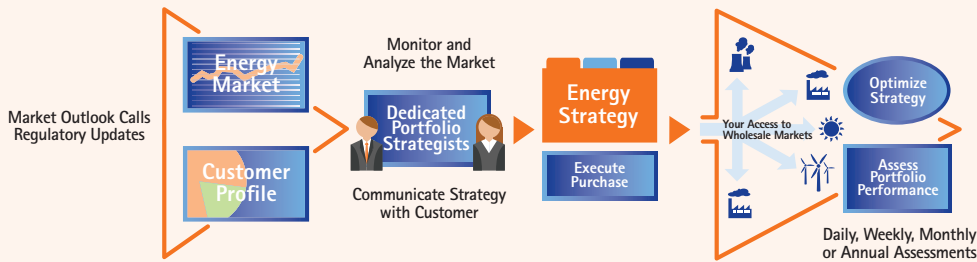 Market Outlook Calls
Regulatory Updates
Energy
Market
Customer
Profile
Monitor and
Analyze the Market
Dedicated
Portfolio
Strategists
Communicate Strategy
with Customer
Energy
Strategy
Execute
Purchase
Your Access to
Wholesale Markets
Optimize
Strategy
Assess
Portfolio
Performance
Daily, Weekly, Monthly
or Annual Assessments